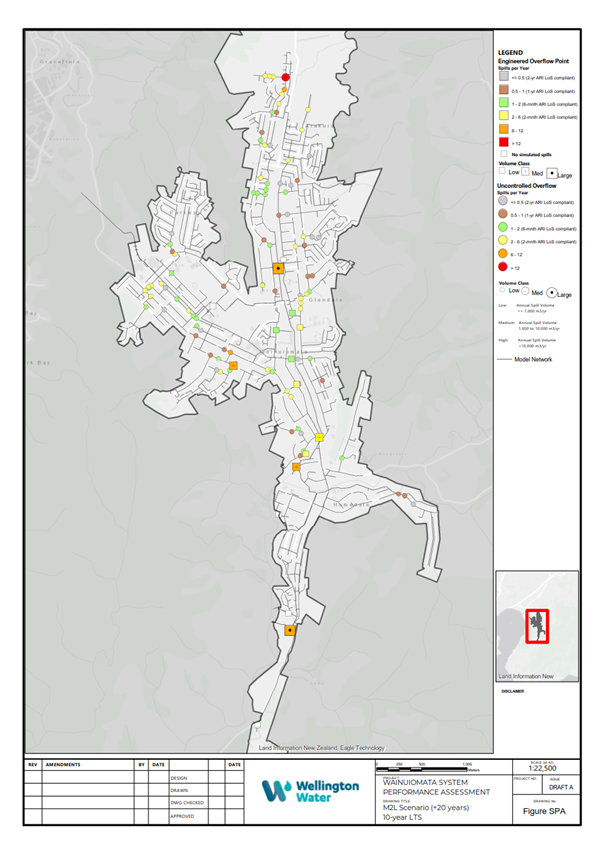 LEGEND
Engineered Overflow Point
Spills per Year
<= 0.5 (2-yr ARI LoS compliant)
0.5 - 1 (1-yr ARI LoS compliant)
1 - 2 (6-mnth ARI LoS compliant)
2 - 6 (2-mnth ARI LoS compliant)
6 - 12
> 12
No simulated spills
Volume Class
Low Med Large
Uncontrolled Overflow
Spills per Year
<= 0.5 (2-yr ARI LoS compliant)
0.5 - 1 (1-yr ARI LoS compliant)
1 - 2 (6-mnth ARI LoS compliant)
2 - 6 (2-mnth ARI LoS compliant)
6 - 12
> 12
Volume Class
Low Med Large
Low: Annual Spill Volume
<= 1,000 m3/yr
Medium: Annual Spill Volume
1,000 to 10,000 m3/yr
High: Annual Spill Volume
>10,000 m3/yr
Model Network
Glendale
Homedale
Land Information New Zealand, Eagle Technology
Land Information New
DISCLAIMER
REV AMENDMENTS BY DATE DATE
DESIGN
DRAWN
DWG CHECKED
APPROVED
Wellington
Water
0 250 500 1,000
Meters
PROJECT
WAINUIOMATA SYSTEM
PERFORMANCE ASSESSMENT
DRAWING TITLE:
M2L Scenario (+20 years)
10-year LTS
SCALE (at A3)
1:22,500
PROJECT NO ISSUE
DRAFT A
DRAWING No
Figure SPA